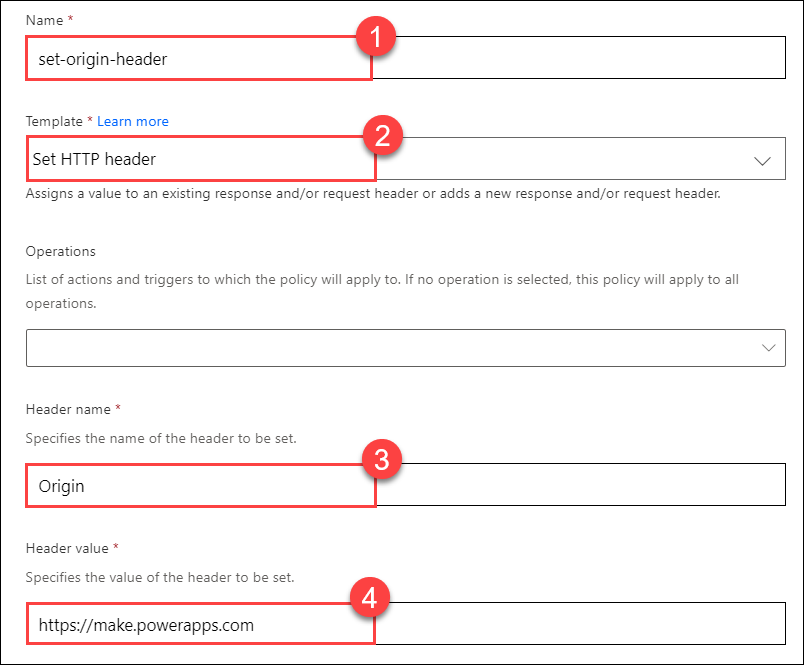 Name *
1
set-origin-header
Template * Learn more
2
Set HTTP header
Assigns a value to an existing response and/or request header or adds a new response and/or request header.
Operations
List of actions and triggers to which the policy will apply to. If no operation is selected, this policy will apply to all
operations.
Header name *
Specifies the name of the header to be set.
3
Origin
Header value *
Specifies the value of the header to be set.
4
https://make.powerapps.com